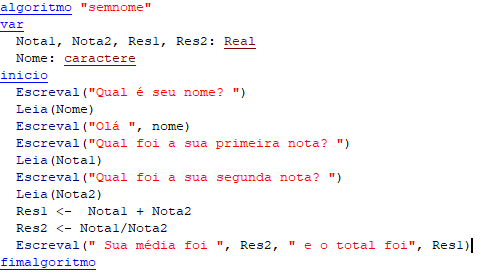 algoritmo "semnome"
var
Nota1, Nota2, Res1, Res2: Real
Nome: caractere
inicio
Escreval("Qual é seu nome? ")
Leia(Nome)
Escreval("Olá ", nome)
Escreval("Qual foi a sua primeira nota? ")
Leia(Nota1)
Escreval("Qual foi a sua segunda nota? ")
Leia(Nota2)
Res1 <-  Nota1 + Nota2
Res2 <- Nota1/Nota2
Escreval(" Sua média foi ", Res2, " e o total foi", Res1)
fimalgoritmo